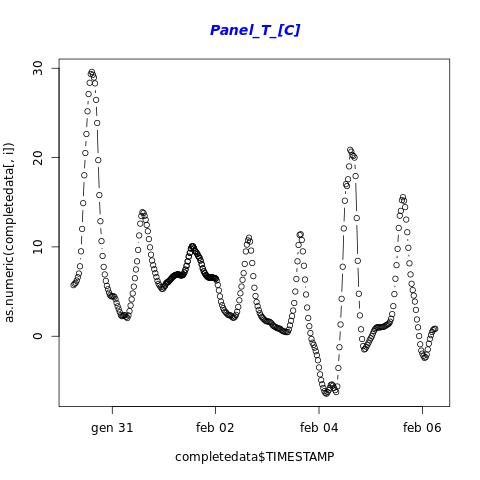 Panel_T_[C]
as.numeric(completedata[, i])
30
20
10
0
gen 31
feb 02
feb 04
feb 06
completedata$TIMESTAMP